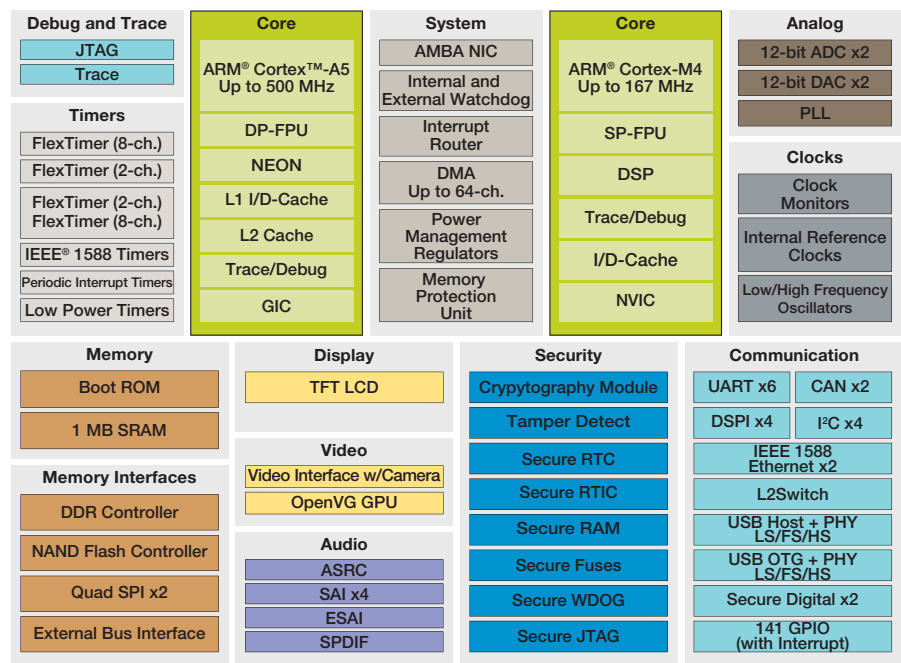 Debug and Trace
JTAG
Trace
Timers
FlexTimer (8-ch.)
FlexTimer (2-ch.)
FlexTimer (2-ch.)
FlexTimer (8-ch.)
IEEE® 1588 Timers
Periodic Interrupt Timers
Low Power Timers
Core
ARM® Cortex™-A5
Up to 500 MHz
DP-FPU
NEON
L1 I/D-Cache
L2 Cache
Trace/Debug
GIC
System
AMBA NIC
Internal and
External Watchdog
Interrupt
Router
DMA
Up to 64-ch.
Power
Management
Regulators
Memory
Protection
Unit
Core
ARM® Cortex-M4
Up to 167 MHz
SP-FPU
DSP
Trace/Debug
I/D-Cache
NVIC
Analog
12-bit ADC x2
12-bit DAC x2
PLL
Clocks
Clock
Monitors
Internal Reference
Clocks
Low/High Frequency
Oscillators
Memory
Boot ROM
1 MB SRAM
Memory Interfaces
DDR Controller
NAND Flash Controller
Quad SPI x2
External Bus Interface
Display
TFT LCD
Video
Video Interface w/Camera
OpenVG GPU
Audio
ASRC
SAI x4
ESAI
SPDIF
Security
Crypytography Module
Tamper Detect
Secure RTC
Secure RTIC
Secure RAM
Secure Fuses
Secure WDOG
Secure JTAG
Communication
UART x6
CAN x2
DSPI x4
I²C x4
IEEE 1588
Ethernet x2
L2Switch
USB Host + PHY
LS/FS/HS
USB OTG + PHY
LS/FS/HS
Secure Digital x2
141 GPIO
(with Interrupt)